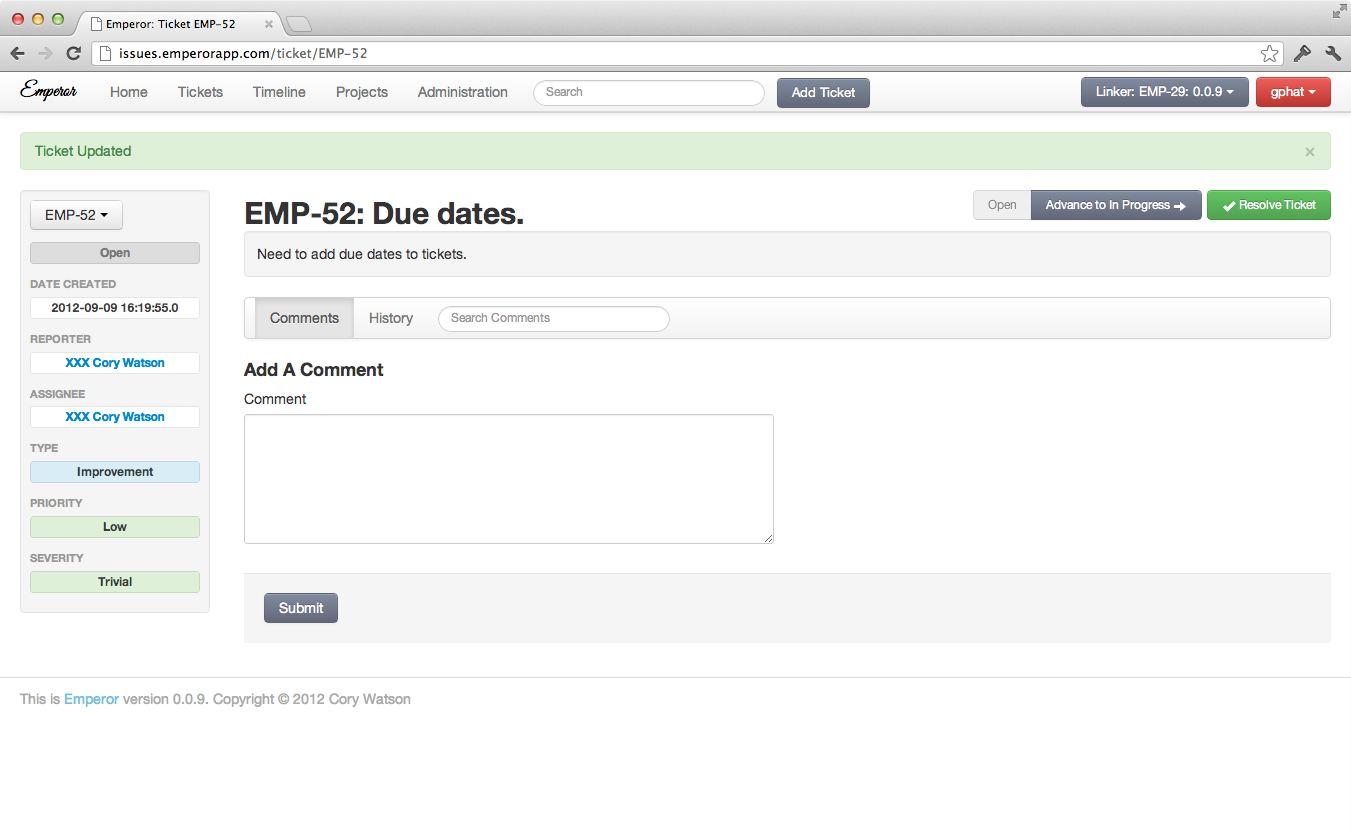 Emperor: Ticket EMP-52
issues.emperorapp.com/ticket/EMP-52
Emperor Home Tickets Timeline Projects Administration Search Add Ticket Linker: EMP-29: 0.0.9 gphat
Ticket Updated ×
EMP-52
Open
DATE CREATED
2012-09-09 16:19:55.0
REPORTER
XXX Cory Watson
ASSIGNEE
XXX Cory Watson
TYPE
Improvement
PRIORITY
Low
SEVERITY
Trivial
EMP-52: Due dates.
Open Advance to In Progress Resolve Ticket
Need to add due dates to tickets.
Comments History Search Comments
Add A Comment
Comment
Submit
This is Emperor version 0.0.9. Copyright © 2012 Cory Watson